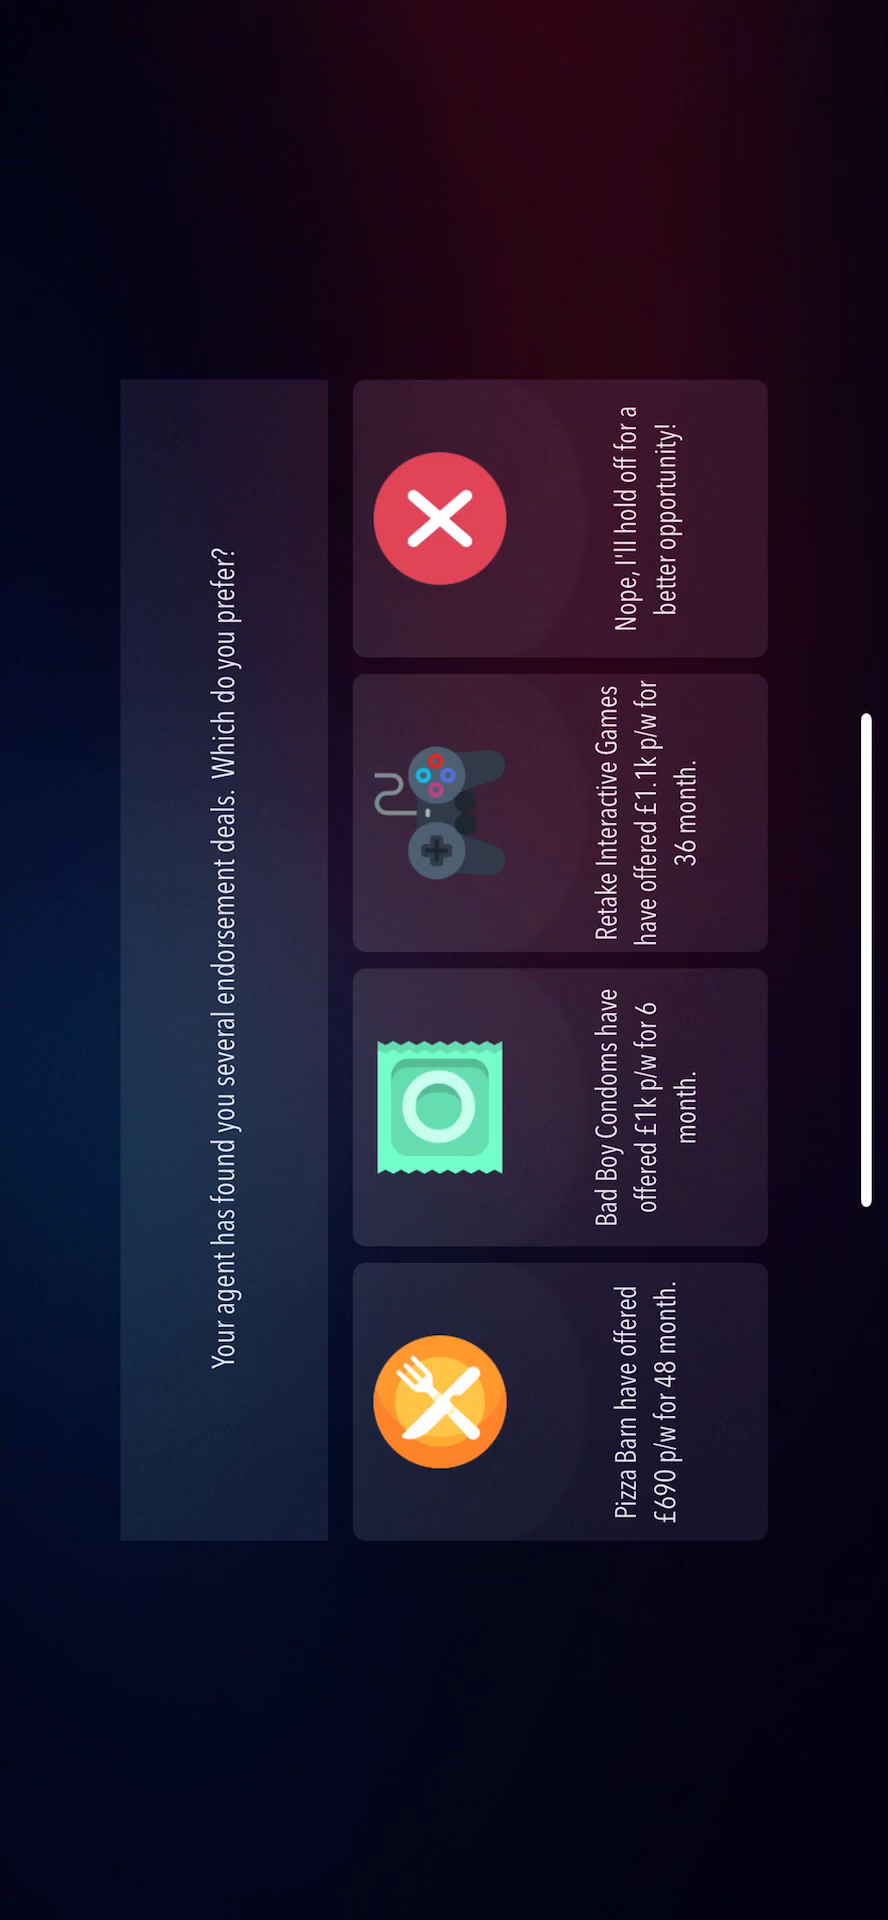 Your agent has found you several endorsement deals.  Which do you prefer?
Pizza Barn have offered
£690 p/w for 48 month.
Bad Boy Condoms have
offered £1k p/w for 6
month.
Retake Interactive Games
have offered £1.1k p/w for
36 month.
Nope, I'll hold off for a
better opportunity!